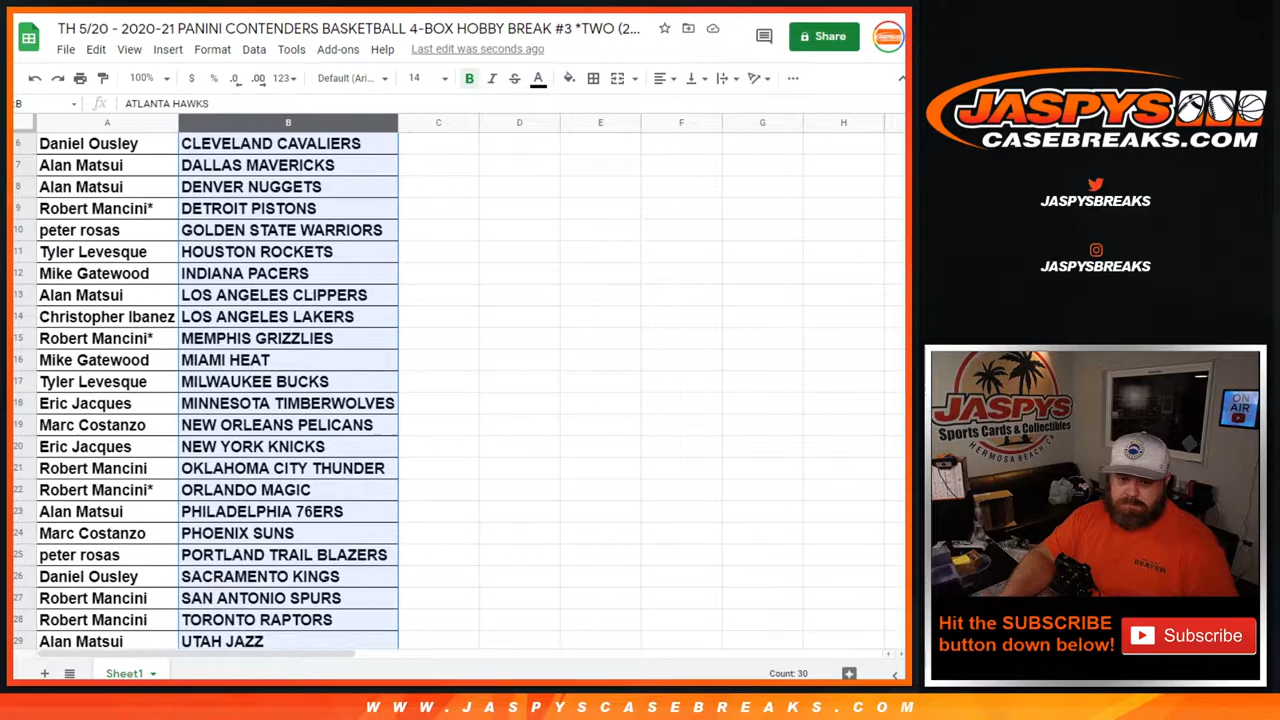 TH 5/20 - 2020-21 PANINI CONTENDERS BASKETBALL 4-BOX HOBBY BREAK #3 *TWO (2...
Share
File Edit View Insert Format Data Tools Add-ons Help Last edit was seconds ago
100% $ % .0 .00 123 Default (Ari... 14 B I S A
B fx ATLANTA HAWKS
A B C D E F G H
6 Daniel Ousley CLEVELAND CAVALIERS
7 Alan Matsui DALLAS MAVERICKS
8 Alan Matsui DENVER NUGGETS
9 Robert Mancini* DETROIT PISTONS
10 peter rosas GOLDEN STATE WARRIORS
11 Tyler Levesque HOUSTON ROCKETS
12 Mike Gatewood INDIANA PACERS
13 Alan Matsui LOS ANGELES CLIPPERS
14 Christopher Ibanez LOS ANGELES LAKERS
15 Robert Mancini* MEMPHIS GRIZZLIES
16 Mike Gatewood MIAMI HEAT
17 Tyler Levesque MILWAUKEE BUCKS
18 Eric Jacques MINNESOTA TIMBERWOLVES
19 Marc Costanzo NEW ORLEANS PELICANS
20 Eric Jacques NEW YORK KNICKS
21 Robert Mancini OKLAHOMA CITY THUNDER
22 Robert Mancini* ORLANDO MAGIC
23 Alan Matsui PHILADELPHIA 76ERS
24 Marc Costanzo PHOENIX SUNS
25 peter rosas PORTLAND TRAIL BLAZERS
26 Daniel Ousley SACRAMENTO KINGS
27 Robert Mancini SAN ANTONIO SPURS
28 Robert Mancini TORONTO RAPTORS
29 Alan Matsui UTAH JAZZ
Sheet1 Count: 30
JASPYS
CASEBREAKS.COM
JASPYSBREAKS
JASPYSBREAKS
JASPYS
Sports Cards & Collectibles
HERMOSA BEACH, CA
ON
AIR
BEAVER
Hit the SUBSCRIBE
button down below!
Subscribe
WWW.JASPYSCASEBREAKS.COM